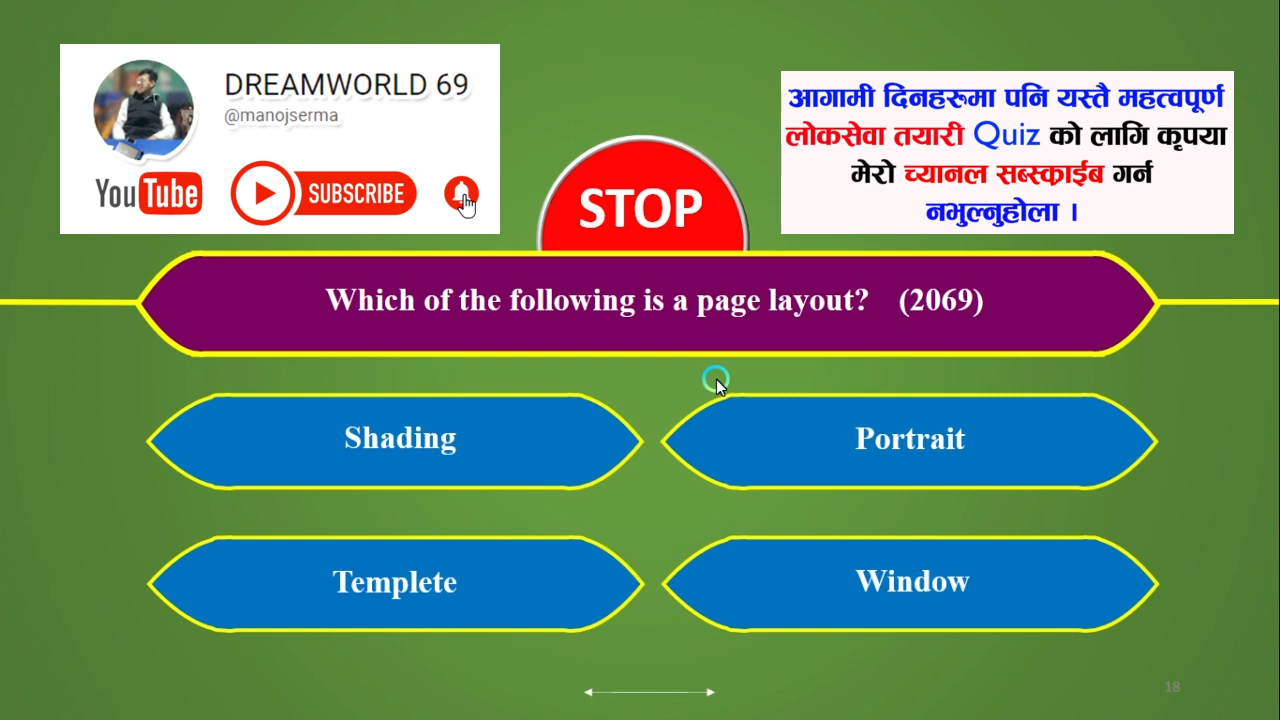 DREAMWORLD 69
@manojserma
YouTube
SUBSCRIBE
आगामी दिनहरुमा पनि यस्तै महत्वपूर्ण
लोकसेवा तयारी Quiz को लागि कृपया
मेरो च्यानल सब्स्क्राईब गर्न
नभुल्नुहोला ।
STOP
Which of the following is a page layout? (2069)
Shading
Portrait
Templete
Window
18